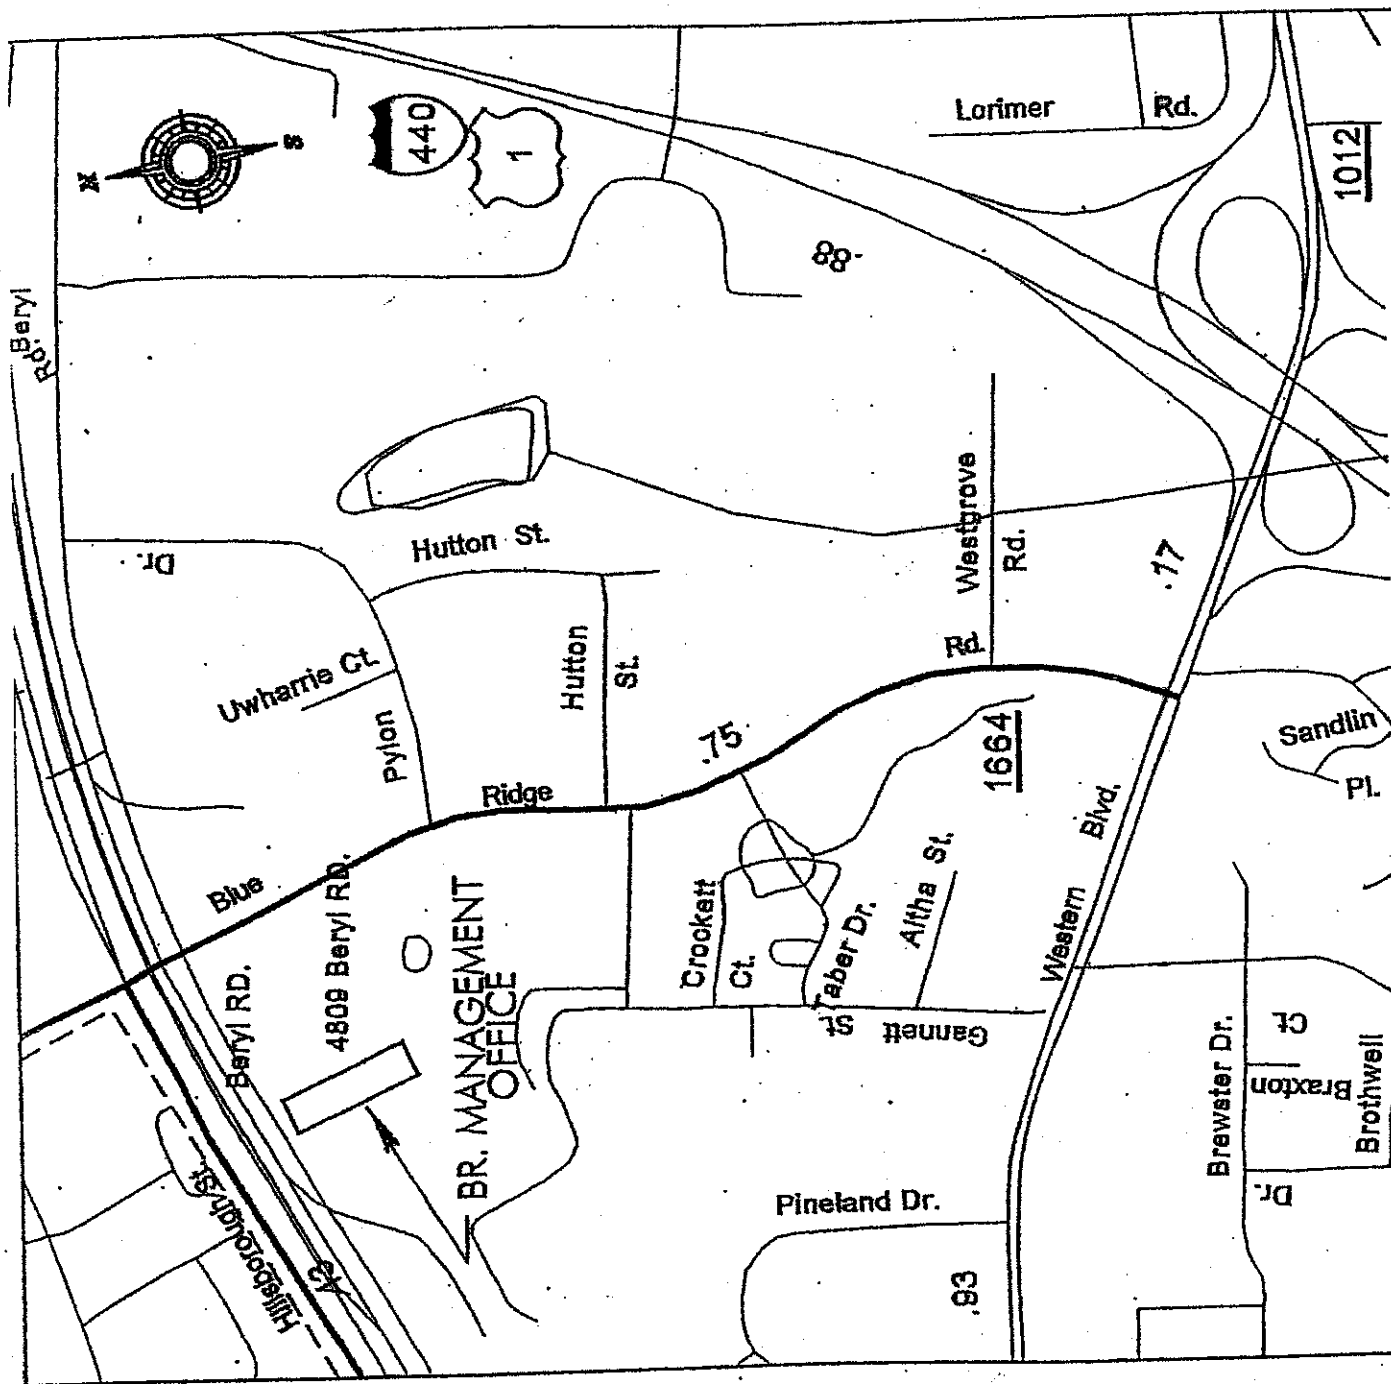 Beryl
Rd.
N
S
440
1
Lorimer
Rd.
1012
.88
Dr.
Hutton St.
Westgrove
Rd.
.17
Uwharrie Ct.
Pylon
Hutton
St.
Rd.
Ridge
.75
1664
Sandlin
Pl.
Blue
Beryl RD.
4809 Beryl RD.
BR. MANAGEMENT
OFFICE
Crockett
Ct.
Taber Dr.
Altha St.
Western
Blvd.
Gannett
St.
Hillsborough St.
.43
Pineland Dr.
.93
Brewster Dr.
Braxton
Ct.
Brothwell
Dr.